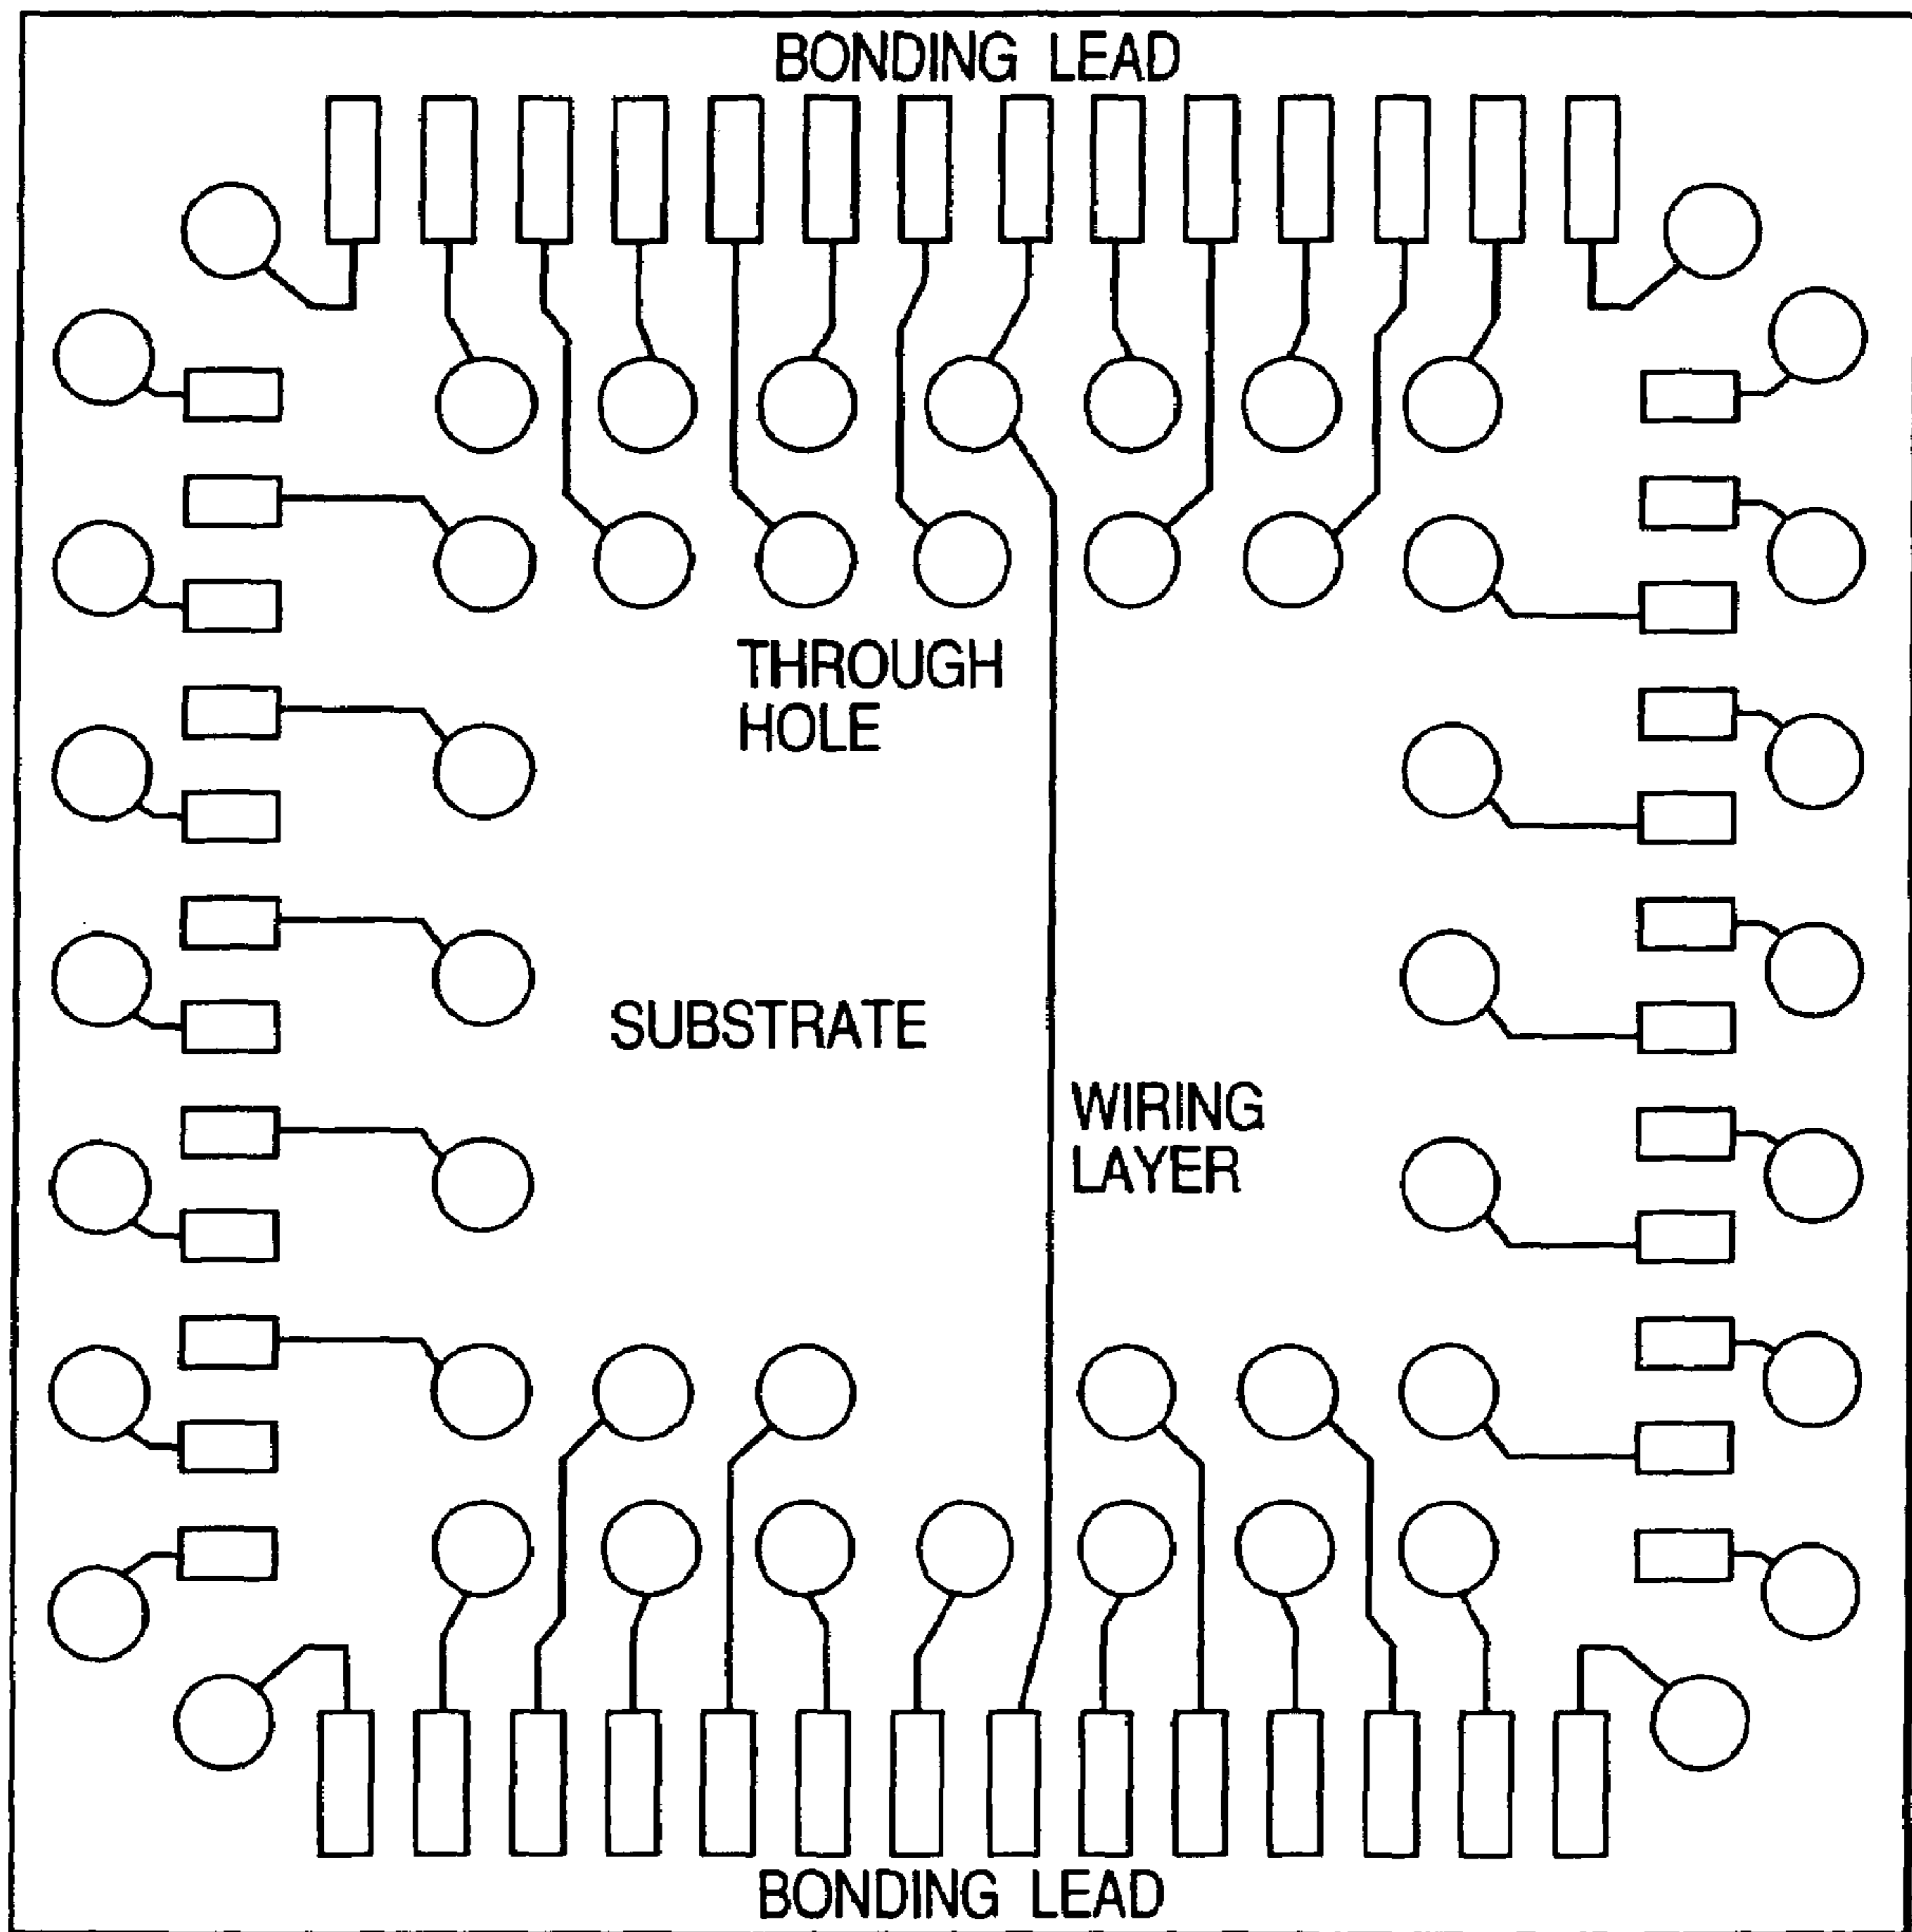 BONDING LEAD
THROUGH
HOLE
SUBSTRATE
WIRING
LAYER
BONDING LEAD